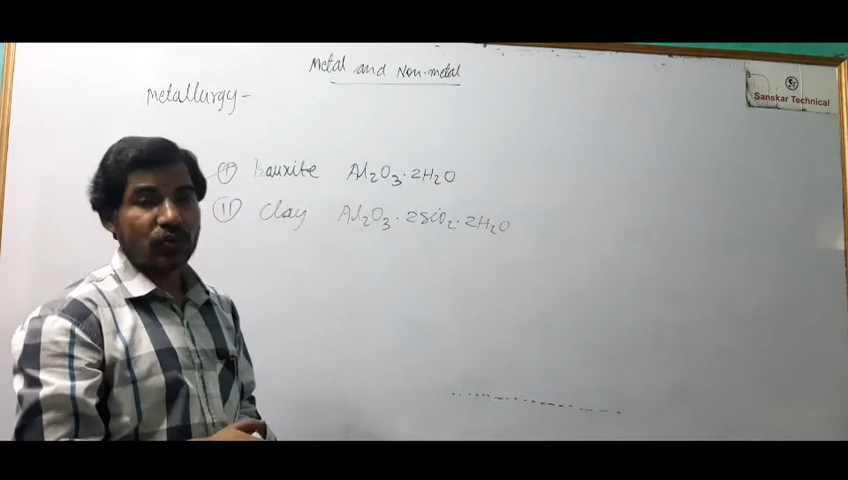 Metal and Non-metal
Metallurgy-
(i) Bauxite Al2O3·2H2O
(ii) Clay Al2O3·2SiO2·2H2O
Sanskar Technical